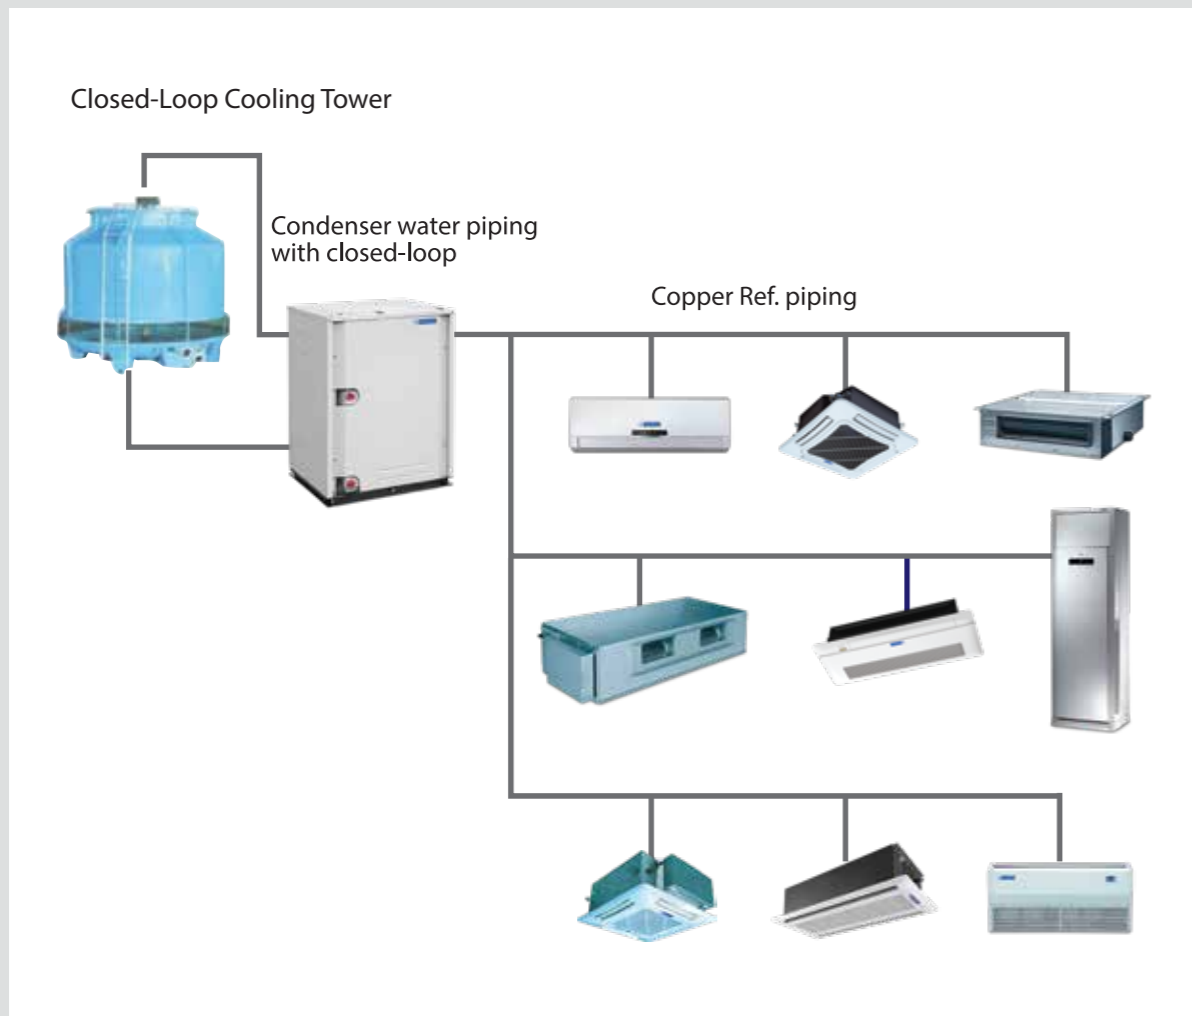 Closed-Loop Cooling Tower
Condenser water piping
with closed-loop
Copper Ref. piping